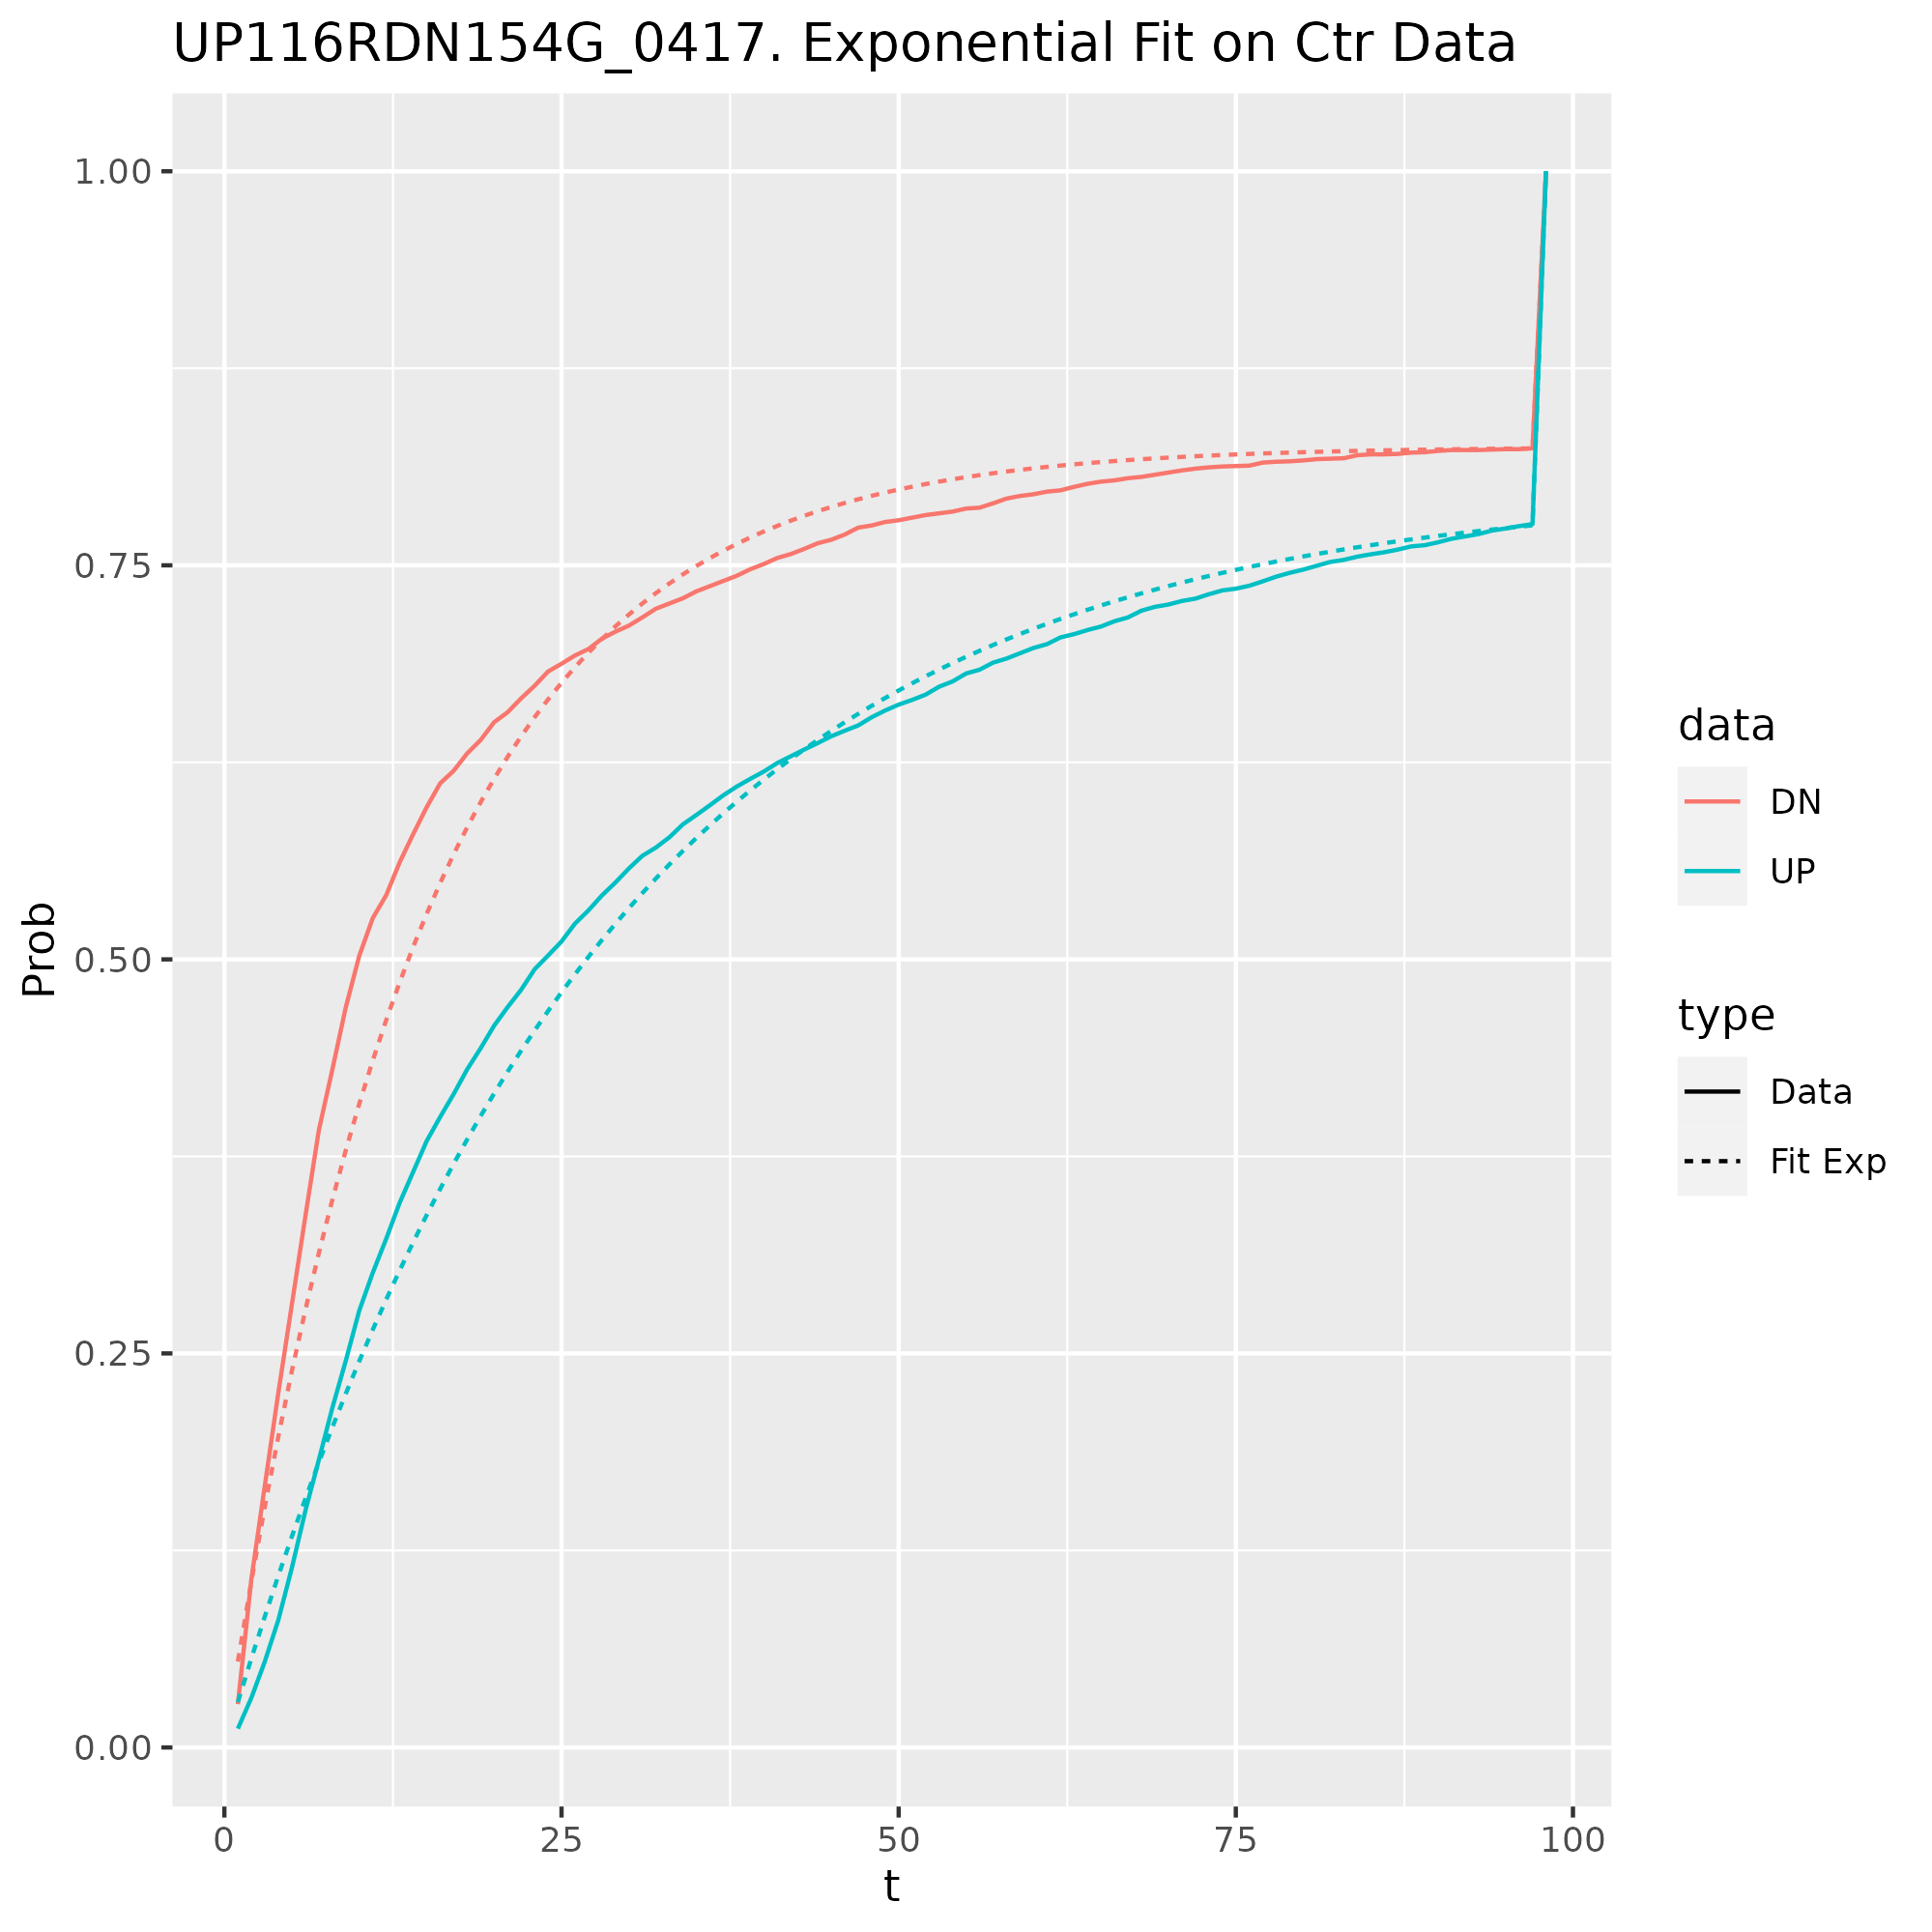 UP116RDN154G_0417. Exponential Fit on Ctr Data
1.00
0.75
0.50
0.25
0.00
Prob
0 25 50 75 100
t
data
DN
UP
type
Data
Fit Exp